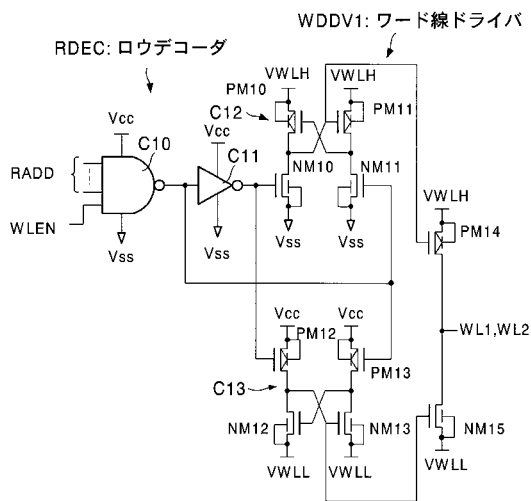 WDDV1: ワード線ドライバ
RDEC: ロウデコーダ
VWLH VWLH
PM10 PM11
C12
Vcc C10
Vcc C11
NM10 NM11
RADD
WLEN
Vss Vss Vss Vss
VWLH
PM14
Vcc Vcc
PM12
PM13
WL1,WL2
C13
NM12 NM13 NM15
VWLL VWLL VWLL